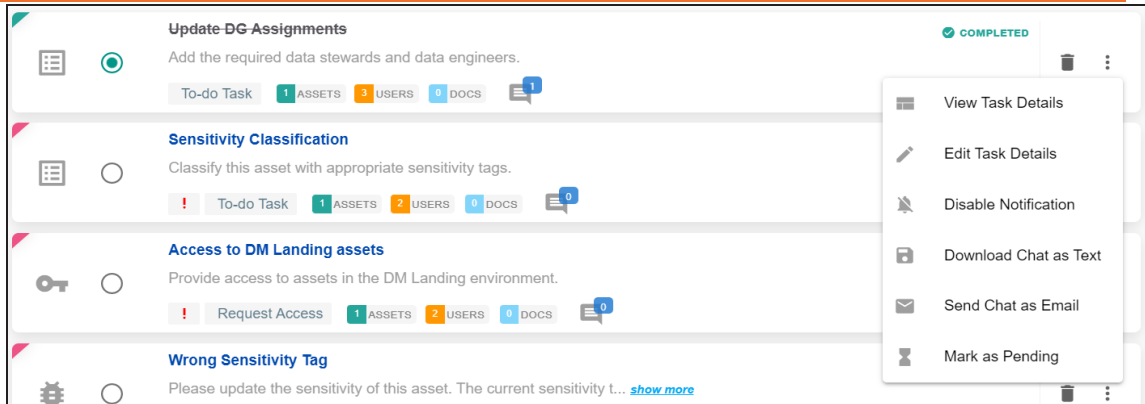 Update DG Assignments
COMPLETED
Add the required data stewards and data engineers.
To-do Task 1 ASSETS 3 USERS 0 DOCS 1
View Task Details
Sensitivity Classification
Edit Task Details
Classify this asset with appropriate sensitivity tags.
! To-do Task 1 ASSETS 2 USERS 0 DOCS 0
Disable Notification
Access to DM Landing assets
Download Chat as Text
Provide access to assets in the DM Landing environment.
Send Chat as Email
! Request Access 1 ASSETS 2 USERS 0 DOCS 0
Wrong Sensitivity Tag
Mark as Pending
Please update the sensitivity of this asset. The current sensitivity t... show more